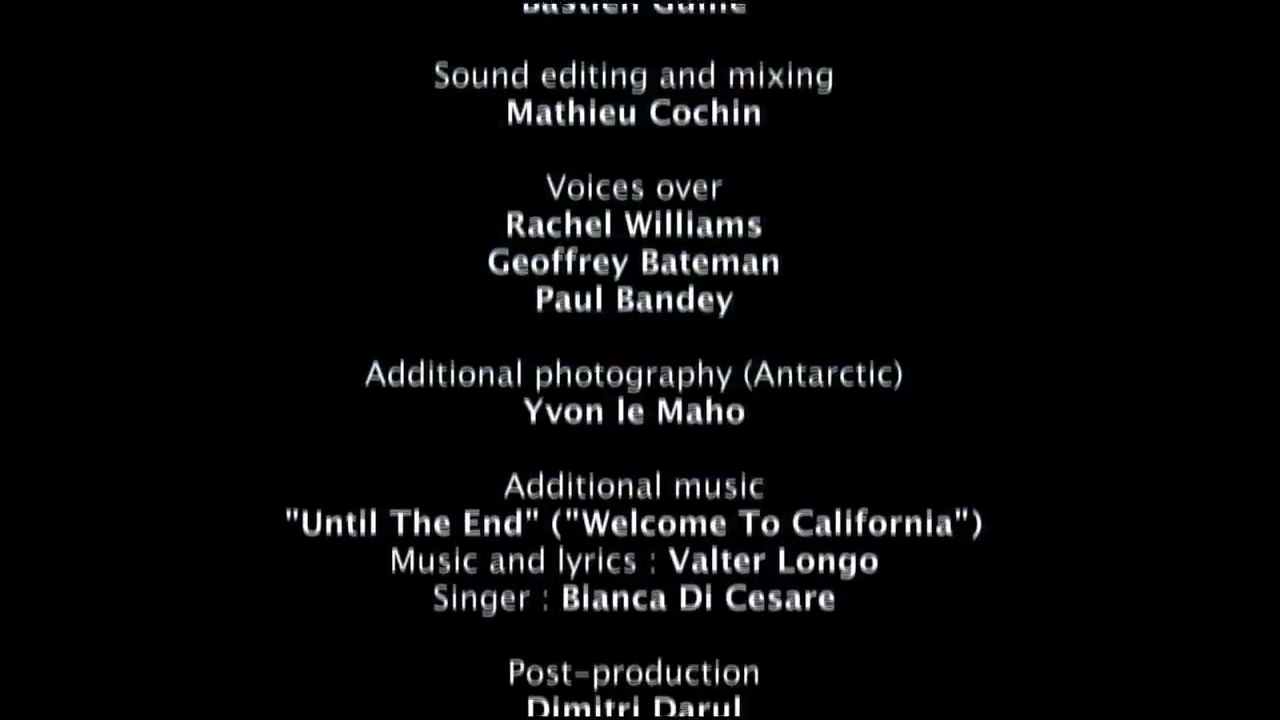 Sound editing and mixing
Mathieu Cochin
Voices over
Rachel Williams
Geoffrey Bateman
Paul Bandey
Additional photography (Antarctic)
Yvon le Maho
Additional music
"Until The End" ("Welcome To California")
Music and lyrics : Valter Longo
Singer : Bianca Di Cesare
Post-production
Dimitri Darul